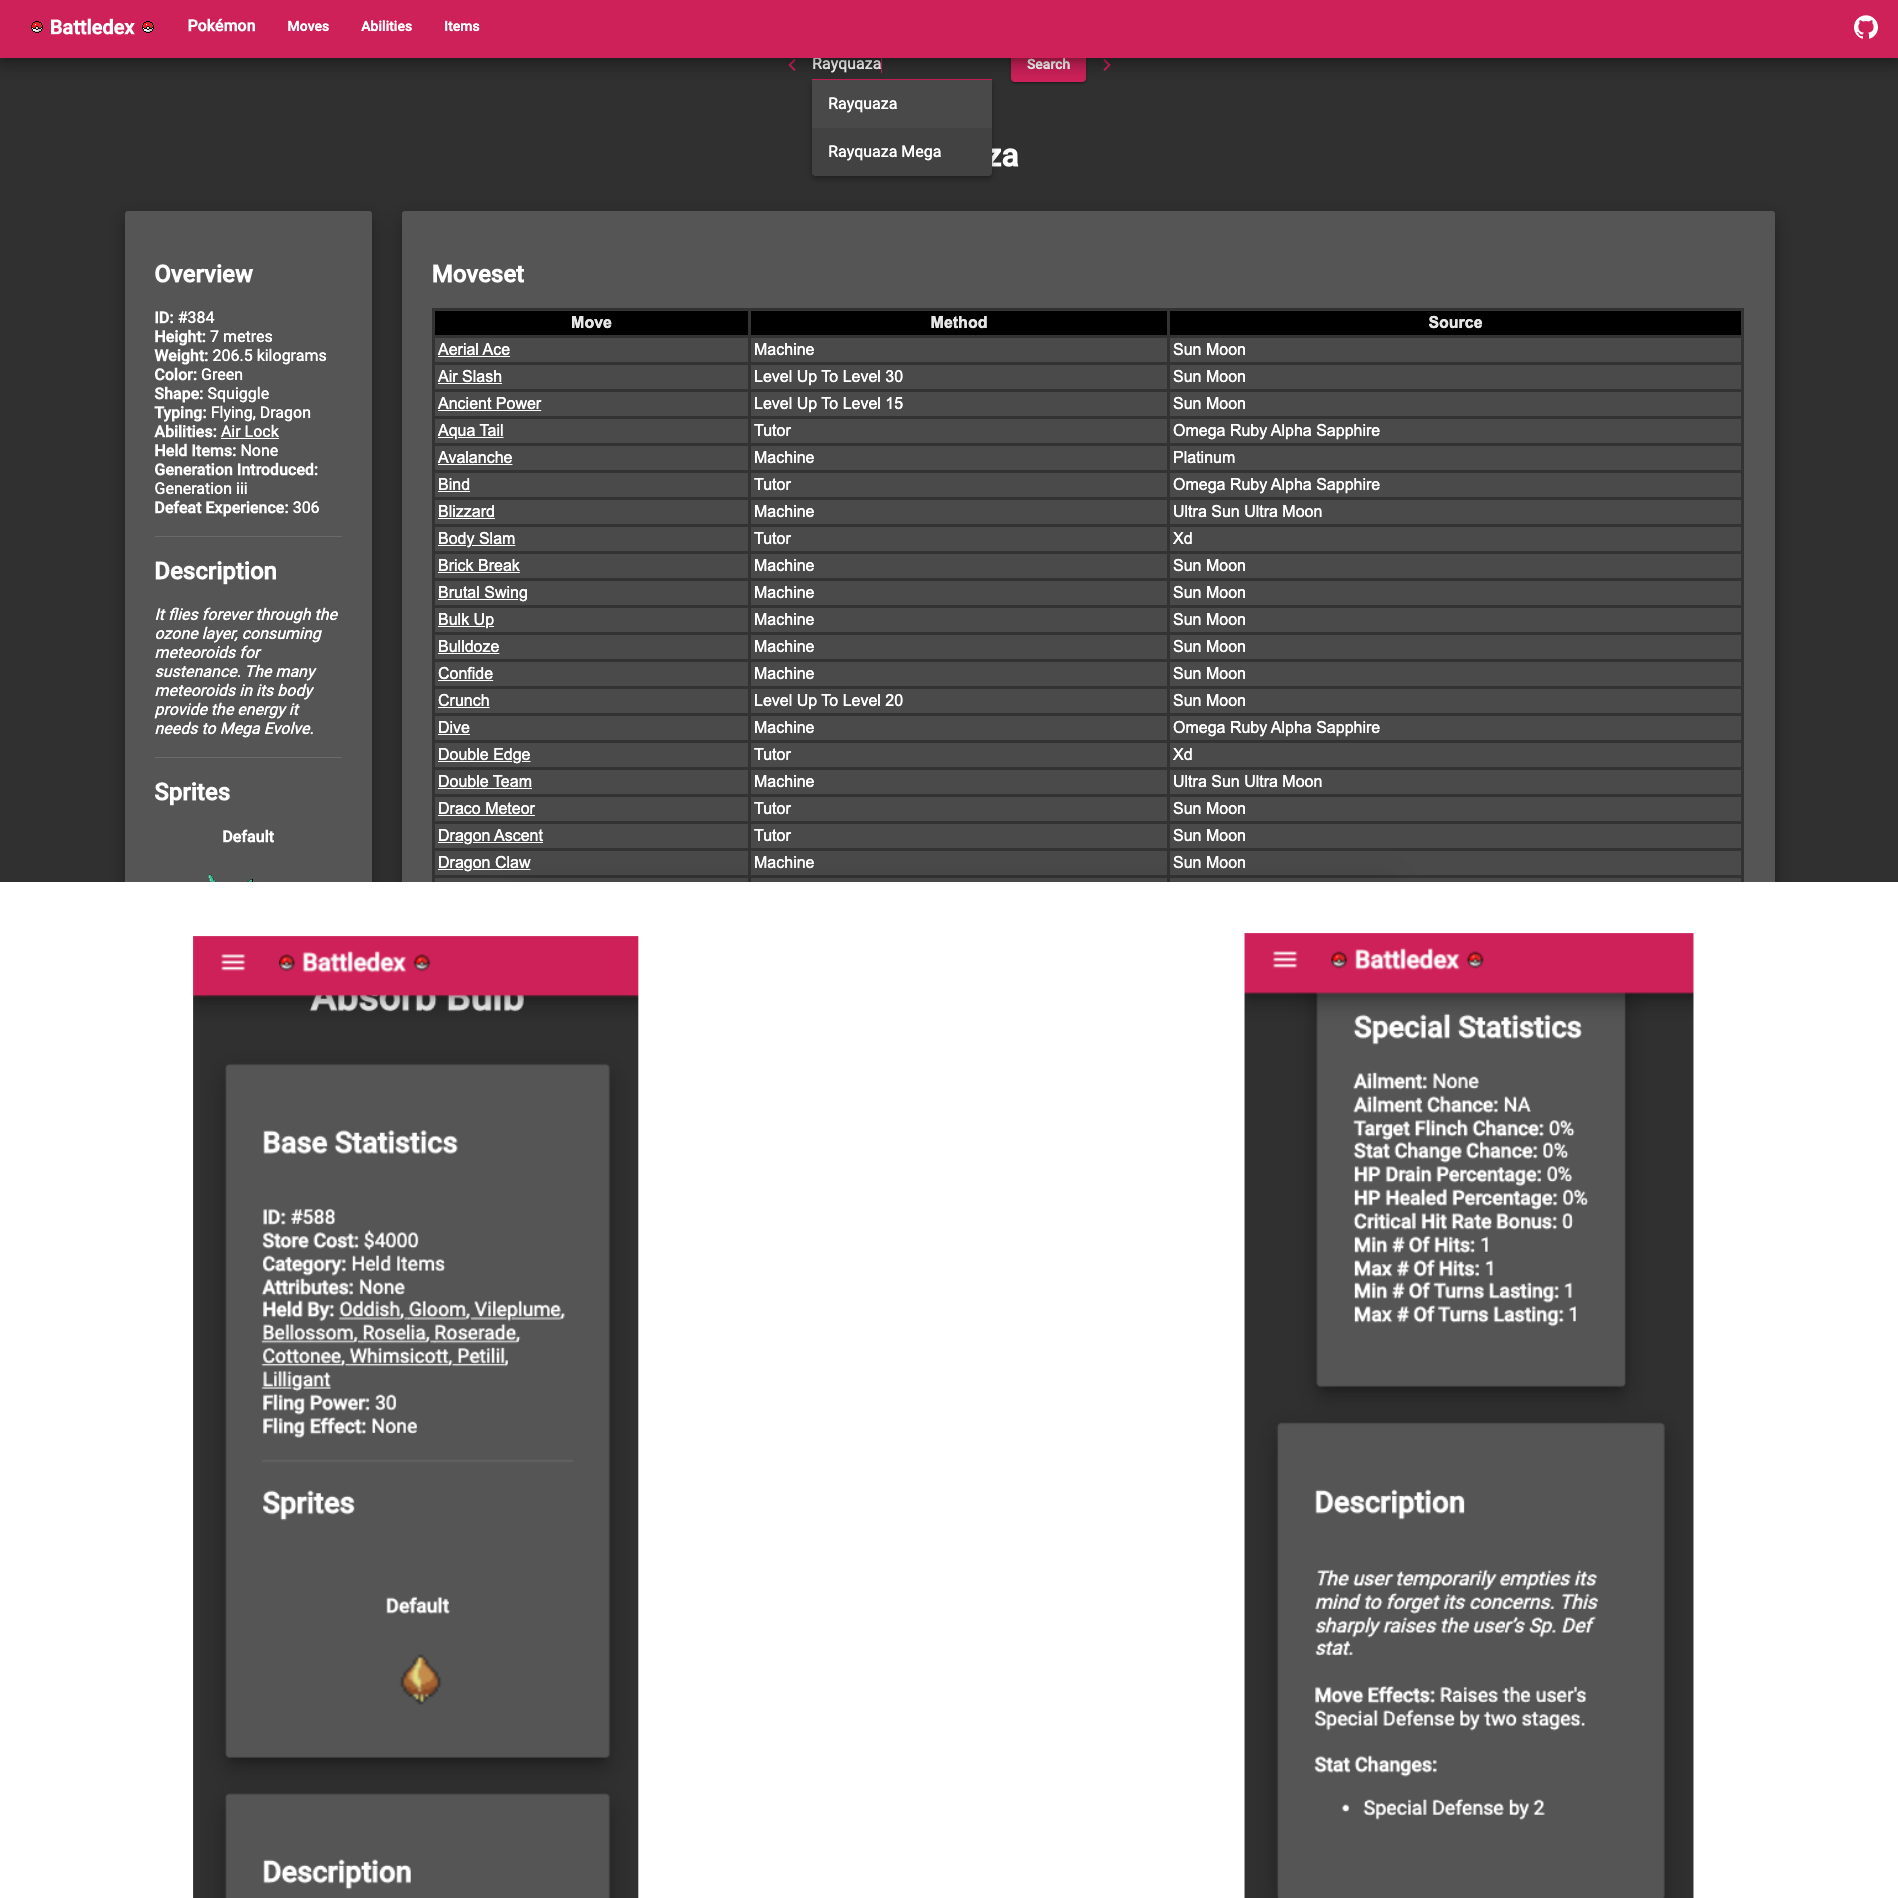 Battledex Pokémon Moves Abilities Items
Rayquaza Search
Rayquaza
Rayquaza Mega
za
Overview
ID: #384
Height: 7 metres
Weight: 206.5 kilograms
Color: Green
Shape: Squiggle
Typing: Flying, Dragon
Abilities: Air Lock
Held Items: None
Generation Introduced:
Generation iii
Defeat Experience: 306
Description
It flies forever through the
ozone layer, consuming
meteoroids for
sustenance. The many
meteoroids in its body
provide the energy it
needs to Mega Evolve.
Sprites
Default
Moveset
Move Method Source
Aerial Ace Machine Sun Moon
Air Slash Level Up To Level 30 Sun Moon
Ancient Power Level Up To Level 15 Sun Moon
Aqua Tail Tutor Omega Ruby Alpha Sapphire
Avalanche Machine Platinum
Bind Tutor Omega Ruby Alpha Sapphire
Blizzard Machine Ultra Sun Ultra Moon
Body Slam Tutor Xd
Brick Break Machine Sun Moon
Brutal Swing Machine Sun Moon
Bulk Up Machine Sun Moon
Bulldoze Machine Sun Moon
Confide Machine Sun Moon
Crunch Level Up To Level 20 Sun Moon
Dive Machine Omega Ruby Alpha Sapphire
Double Edge Tutor Xd
Double Team Machine Ultra Sun Ultra Moon
Draco Meteor Tutor Sun Moon
Dragon Ascent Tutor Sun Moon
Dragon Claw Machine Sun Moon
Battledex
Absorb Bulb
Base Statistics
ID: #588
Store Cost: $4000
Category: Held Items
Attributes: None
Held By: Oddish, Gloom, Vileplume,
Bellossom, Roselia, Roserade,
Cottonee, Whimsicott, Petilil,
Lilligant
Fling Power: 30
Fling Effect: None
Sprites
Default
Description
Battledex
Special Statistics
Ailment: None
Ailment Chance: NA
Target Flinch Chance: 0%
Stat Change Chance: 0%
HP Drain Percentage: 0%
HP Healed Percentage: 0%
Critical Hit Rate Bonus: 0
Min # Of Hits: 1
Max # Of Hits: 1
Min # Of Turns Lasting: 1
Max # Of Turns Lasting: 1
Description
The user temporarily empties its
mind to forget its concerns. This
sharply raises the user’s Sp. Def
stat.
Move Effects: Raises the user's
Special Defense by two stages.
Stat Changes:
• Special Defense by 2